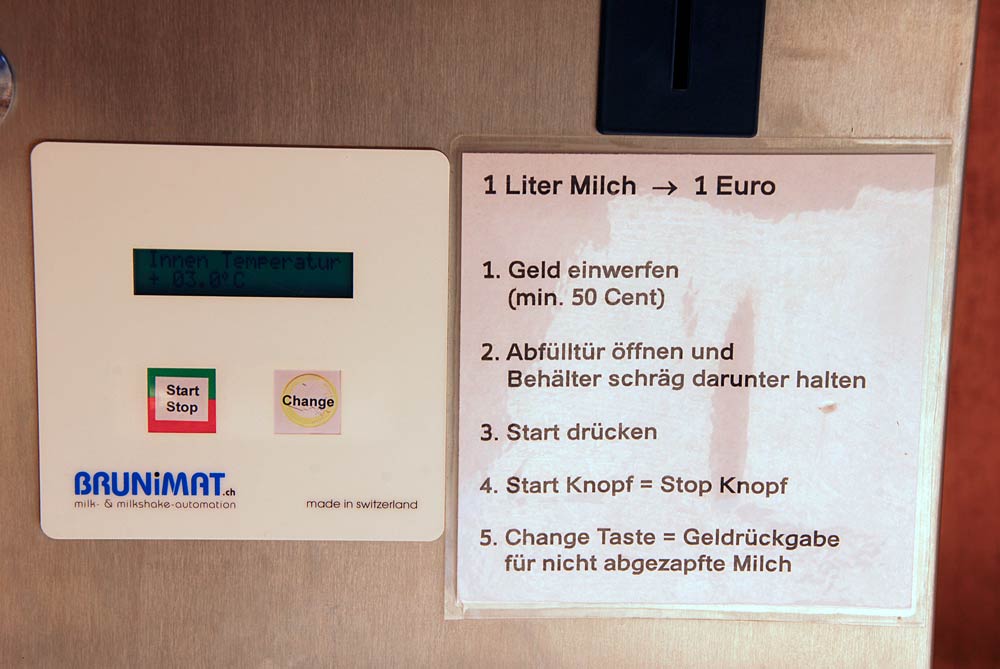 Innen Temperatur
+ 03.0°C
Start
Stop
Change
BRUNiMAT.ch
milk- & milkshake-automation
made in switzerland
1 Liter Milch → 1 Euro
1. Geld einwerfen
(min. 50 Cent)
2. Abfülltür öffnen und
Behälter schräg darunter halten
3. Start drücken
4. Start Knopf = Stop Knopf
5. Change Taste = Geldrückgabe
für nicht abgezapfte Milch